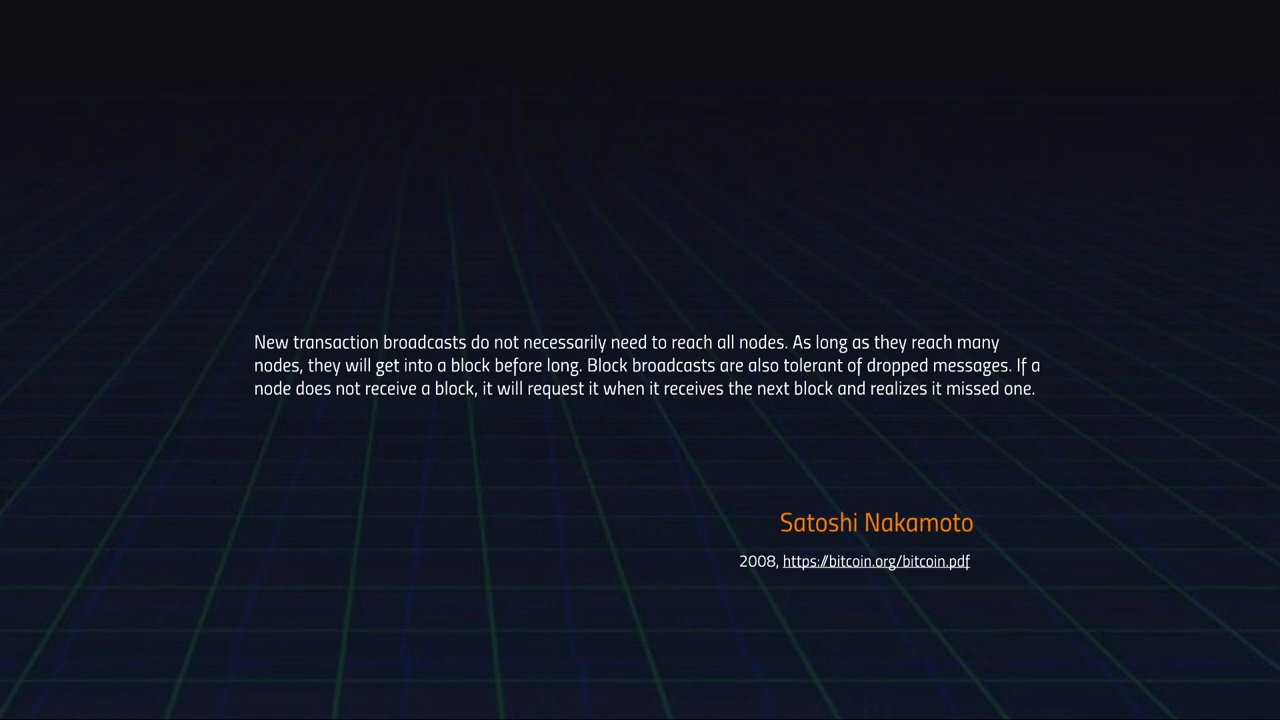 New transaction broadcasts do not necessarily need to reach all nodes. As long as they reach many
nodes, they will get into a block before long. Block broadcasts are also tolerant of dropped messages. If a
node does not receive a block, it will request it when it receives the next block and realizes it missed one.
Satoshi Nakamoto
2008, https://bitcoin.org/bitcoin.pdf